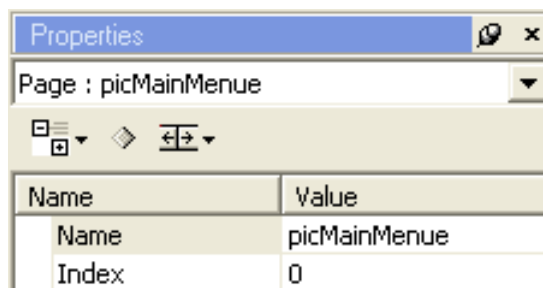 Properties
Page : picMainMenue
Name Value
Name picMainMenue
Index 0